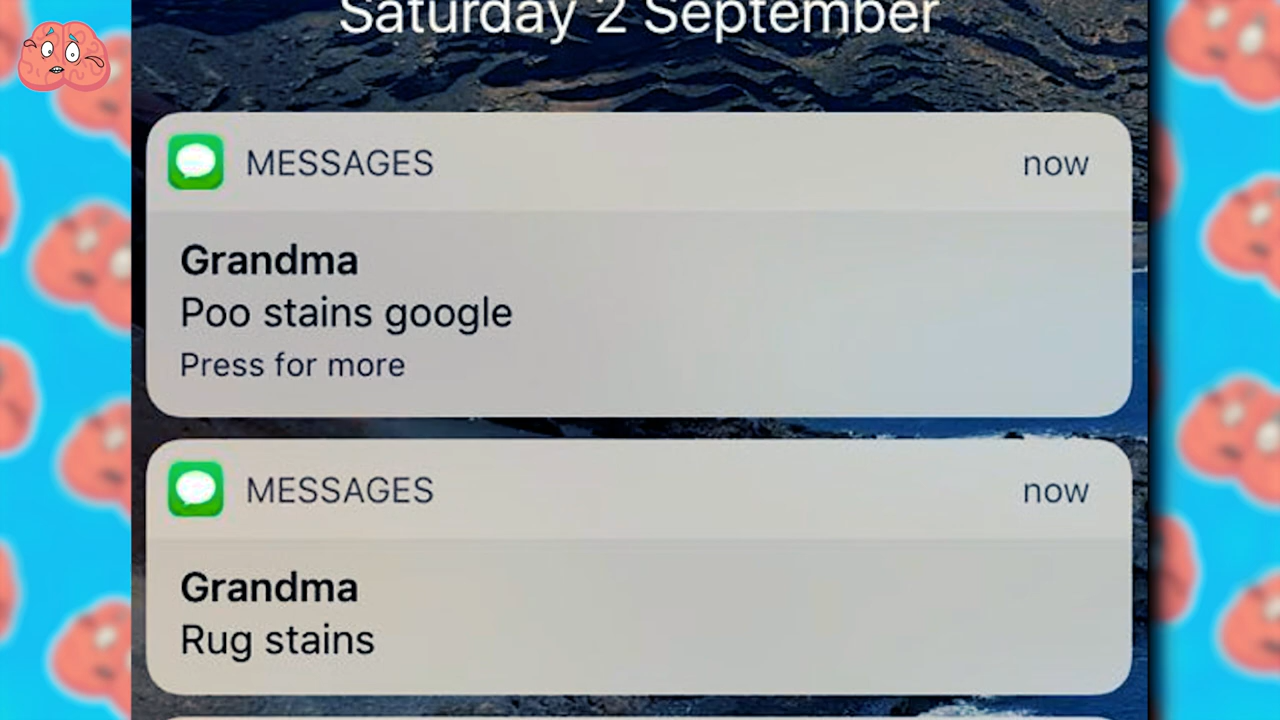 Saturday 2 September
MESSAGES
now
Grandma
Poo stains google
Press for more
MESSAGES
now
Grandma
Rug stains